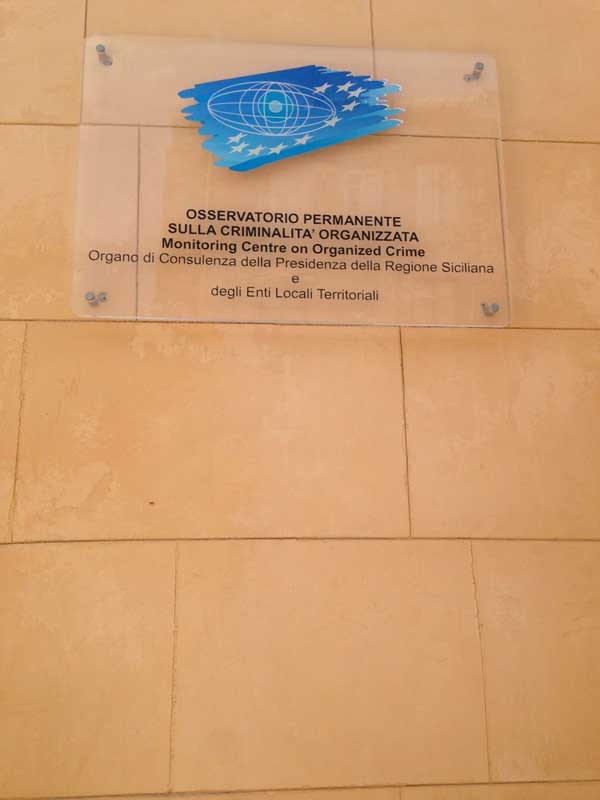 OSSERVATORIO PERMANENTE
SULLA CRIMINALITA' ORGANIZZATA
Monitoring Centre on Organized Crime
Organo di Consulenza della Presidenza della Regione Siciliana
e
degli Enti Locali Territoriali